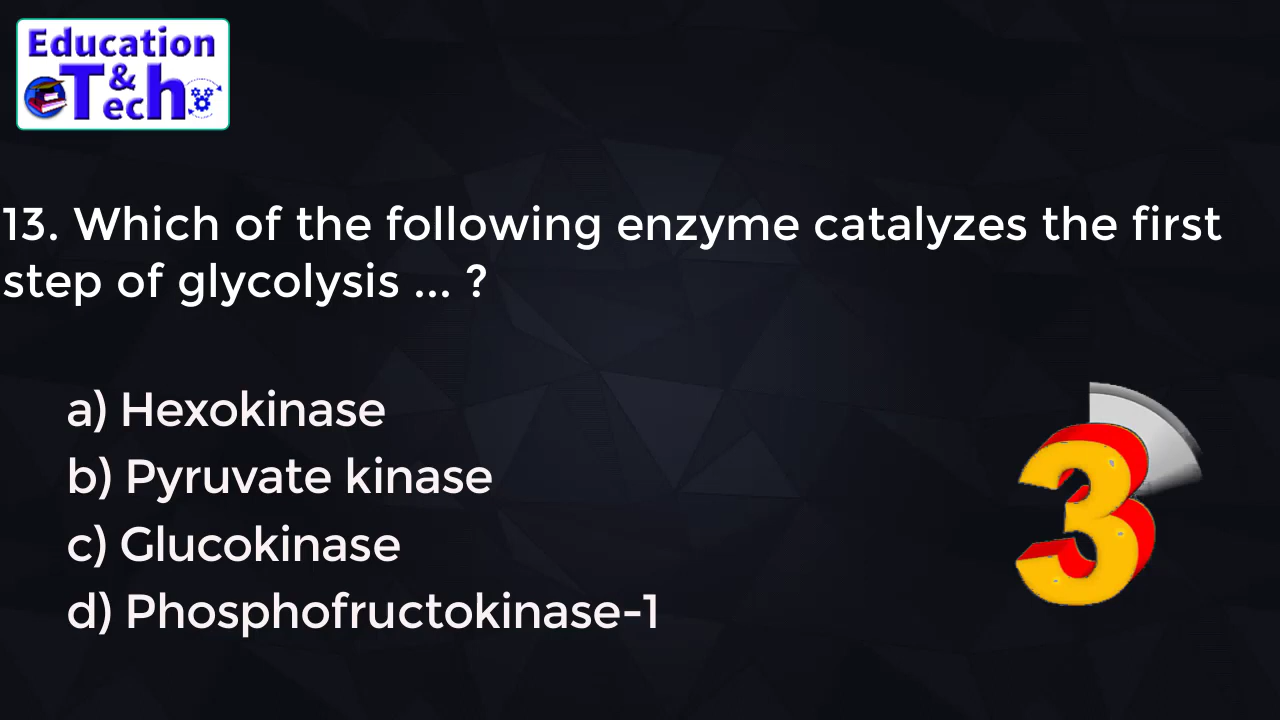 Education
& Tech
13. Which of the following enzyme catalyzes the first
step of glycolysis ... ?
a) Hexokinase
b) Pyruvate kinase
c) Glucokinase
d) Phosphofructokinase-1
3